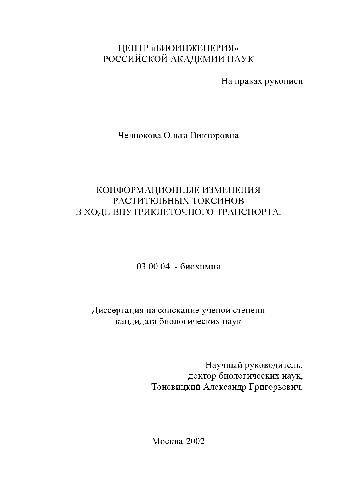 ЦЕНТР «БИОИНЖЕНЕРИЯ»
РОССИЙСКОЙ АКАДЕМИИ НАУК
На правах рукописи
Ольга Викторовна
КОНФОРМАЦИОННЫЕ ИЗМЕНЕНИЯ
РАСТИТЕЛЬНЫХ ТОКСИНОВ
В ХОДЕ ВНУТРИКЛЕТОЧНОГО ТРАНСПОРТА.
03.00.04. - биохимия
Диссертация на соискание ученой степени
кандидата биологических наук
Научный руководитель:
доктор биологических наук,
Тоневицкий Александр Григорьевич.
Москва-2002